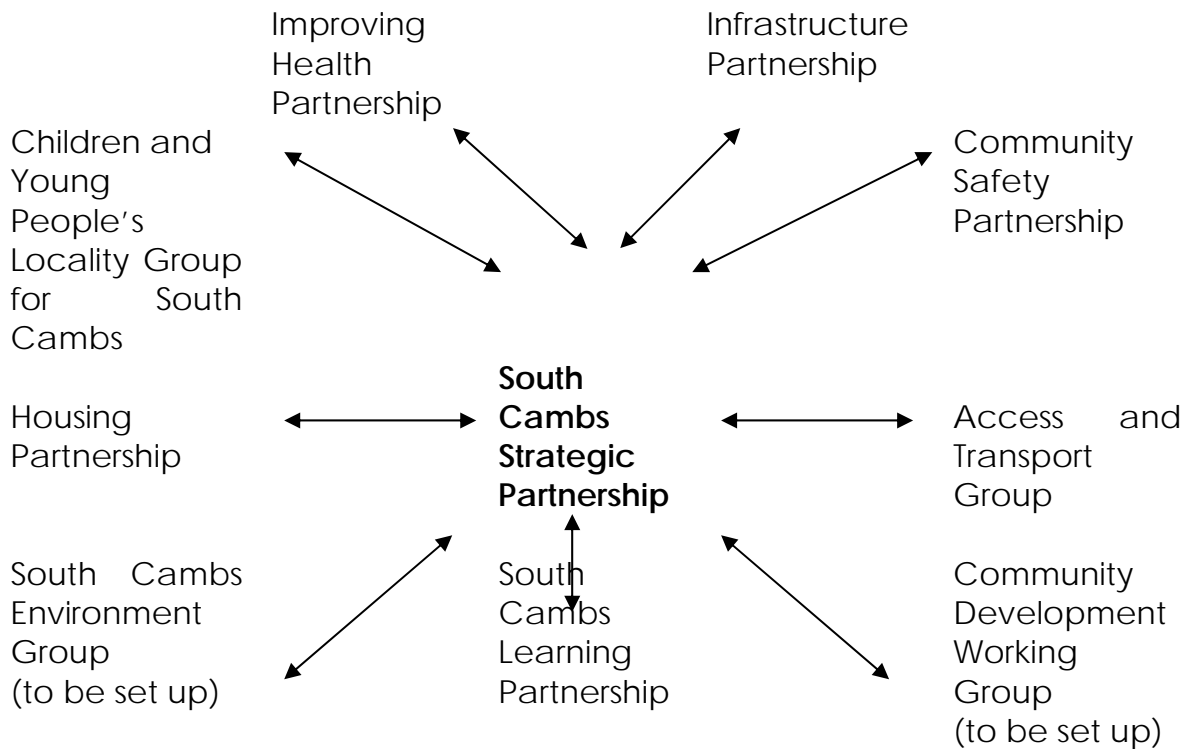 Improving
Health
Partnership
Infrastructure
Partnership
Children and
Young
People's
Locality Group
for South
Cambs
Community
Safety
Partnership
Housing
Partnership
South
Cambs
Strategic
Partnership
Access and
Transport
Group
South Cambs
Environment
Group
(to be set up)
South
Cambs
Learning
Partnership
Community
Development
Working
Group
(to be set up)